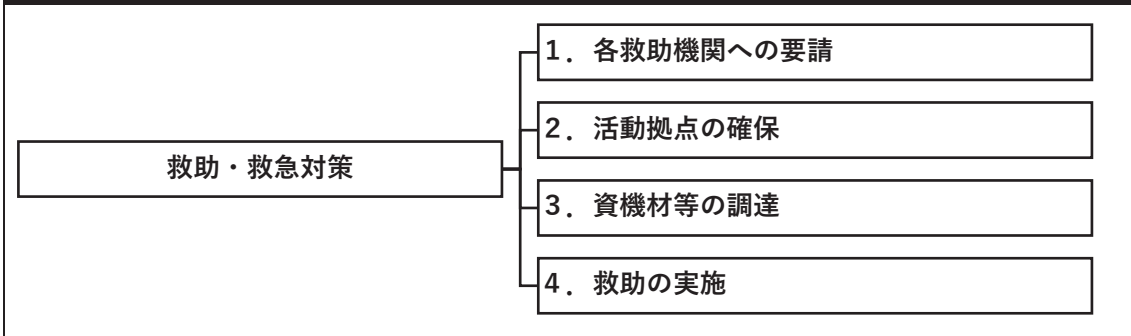 救助・救急対策
1．各救助機関への要請
2．活動拠点の確保
3．資機材等の調達
4．救助の実施